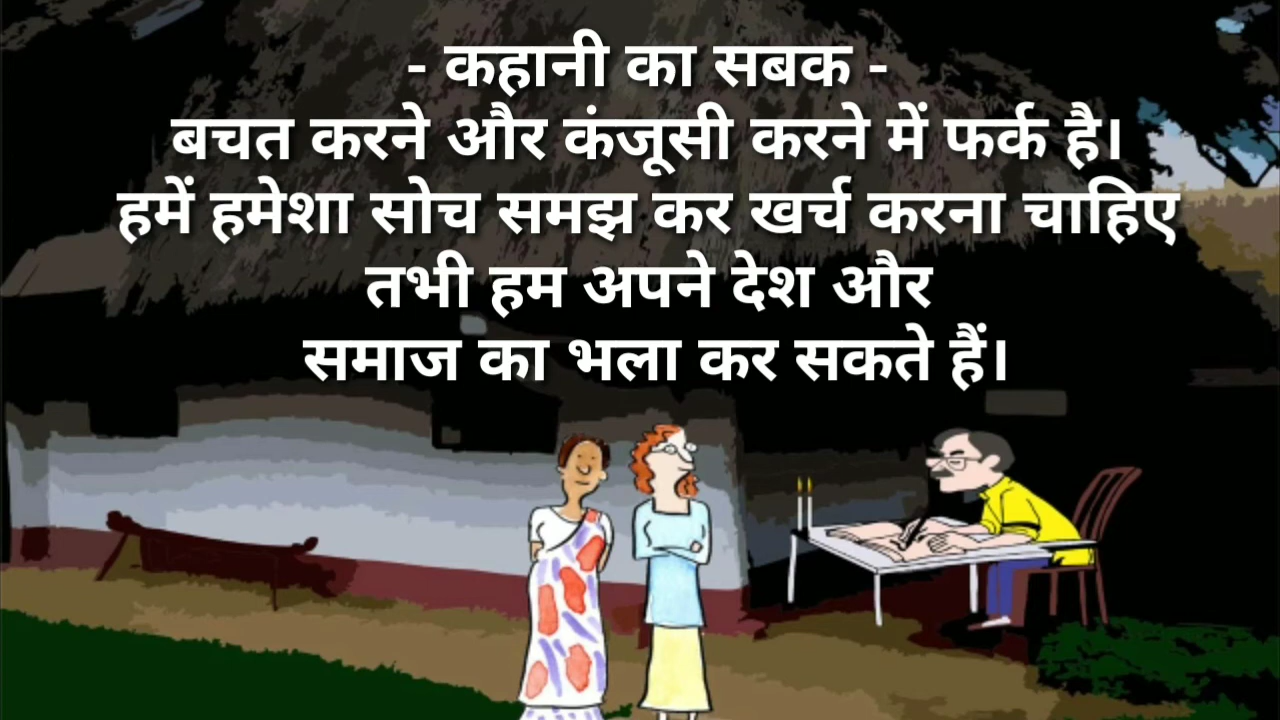 - कहानी का सबक -
बचत करने और कंजूसी करने में फर्क है।
हमें हमेशा सोच समझ कर खर्च करना चाहिए
तभी हम अपने देश और
समाज का भला कर सकते हैं।